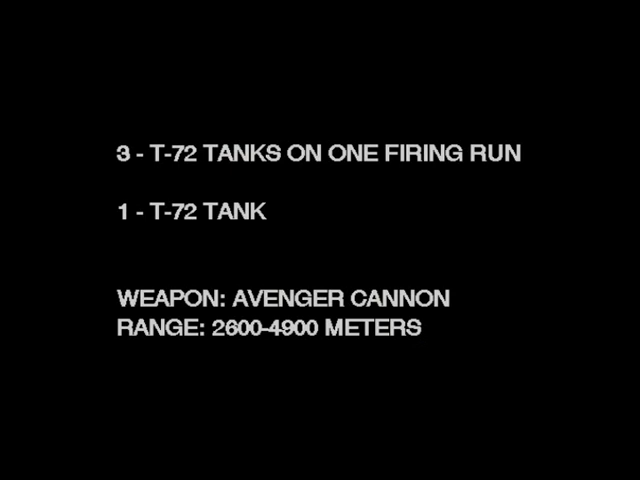 3 - T-72 TANKS ON ONE FIRING RUN
1 - T-72 TANK
WEAPON: AVENGER CANNON
RANGE: 2600-4900 METERS